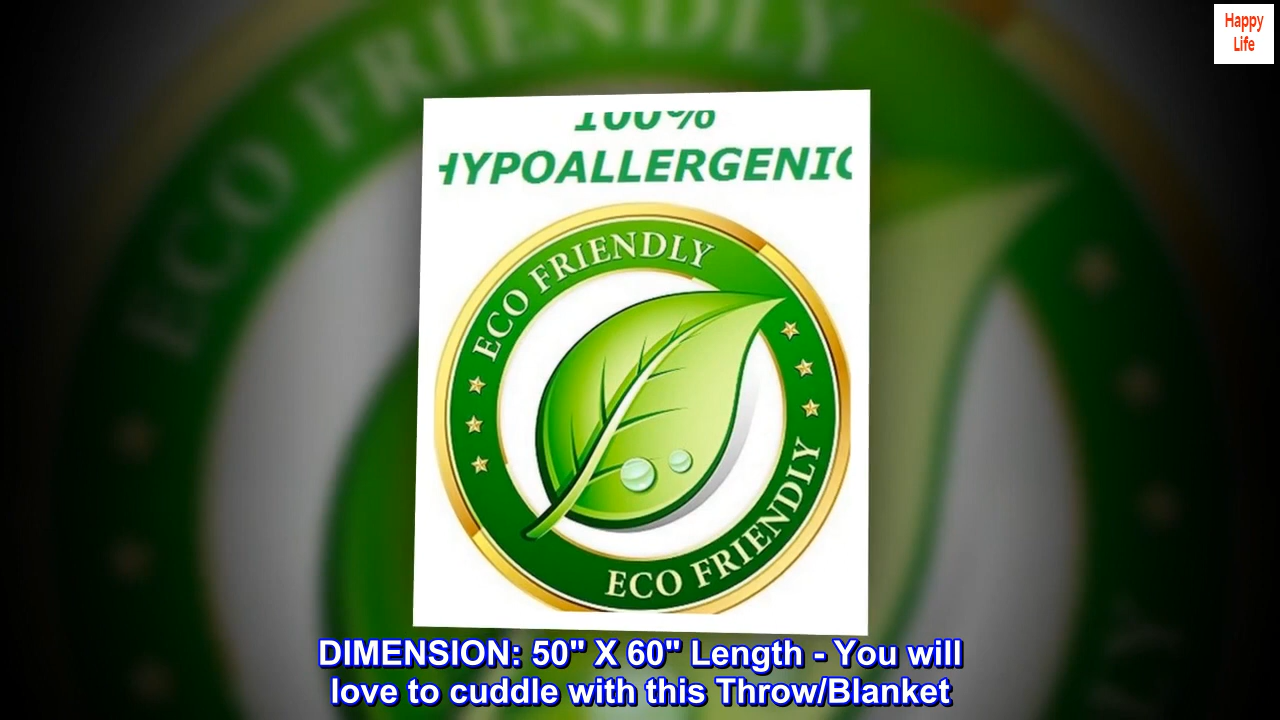 Happy
Life
100%
HYPOALLERGENIC
ECO FRIENDLY
ECO FRIENDLY
ECO FRIENDLY
DIMENSION: 50" X 60" Length - You will
love to cuddle with this Throw/Blanket